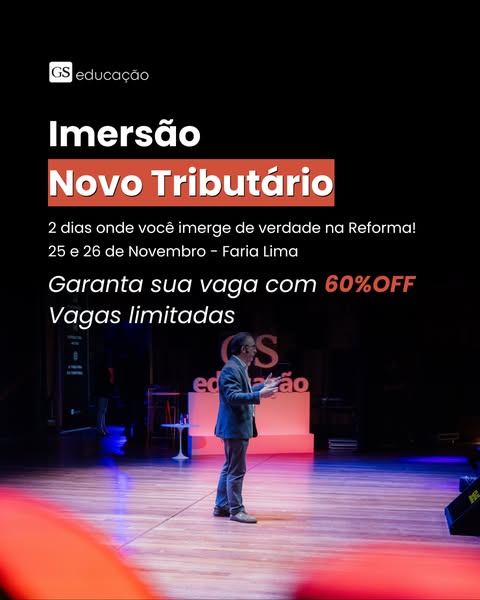 GS educação
Imersão
Novo Tributário
2 dias onde você imerge de verdade na Reforma!
25 e 26 de Novembro - Faria Lima
Garanta sua vaga com 60%OFF
Vagas limitadas
GS
educação